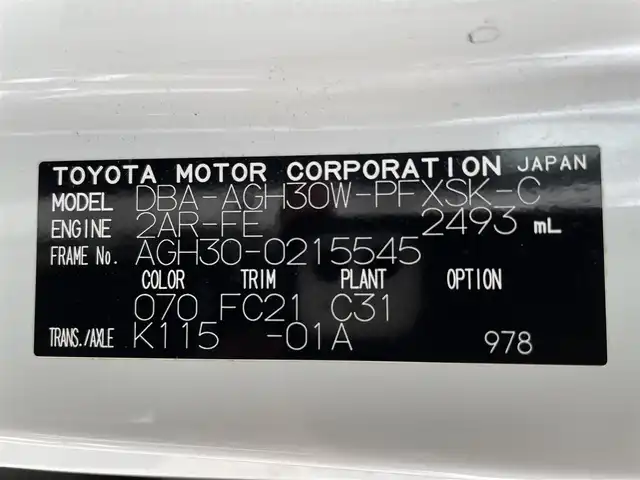 TOYOTA MOTOR CORPORATION JAPAN
MODEL DBA-AGH30W-PFXSK-C
ENGINE 2AR-FE 2493 mL
FRAME No. AGH30-0215545
COLOR TRIM PLANT OPTION
070 FC21 C31
TRANS./AXLE K115 -01A 978